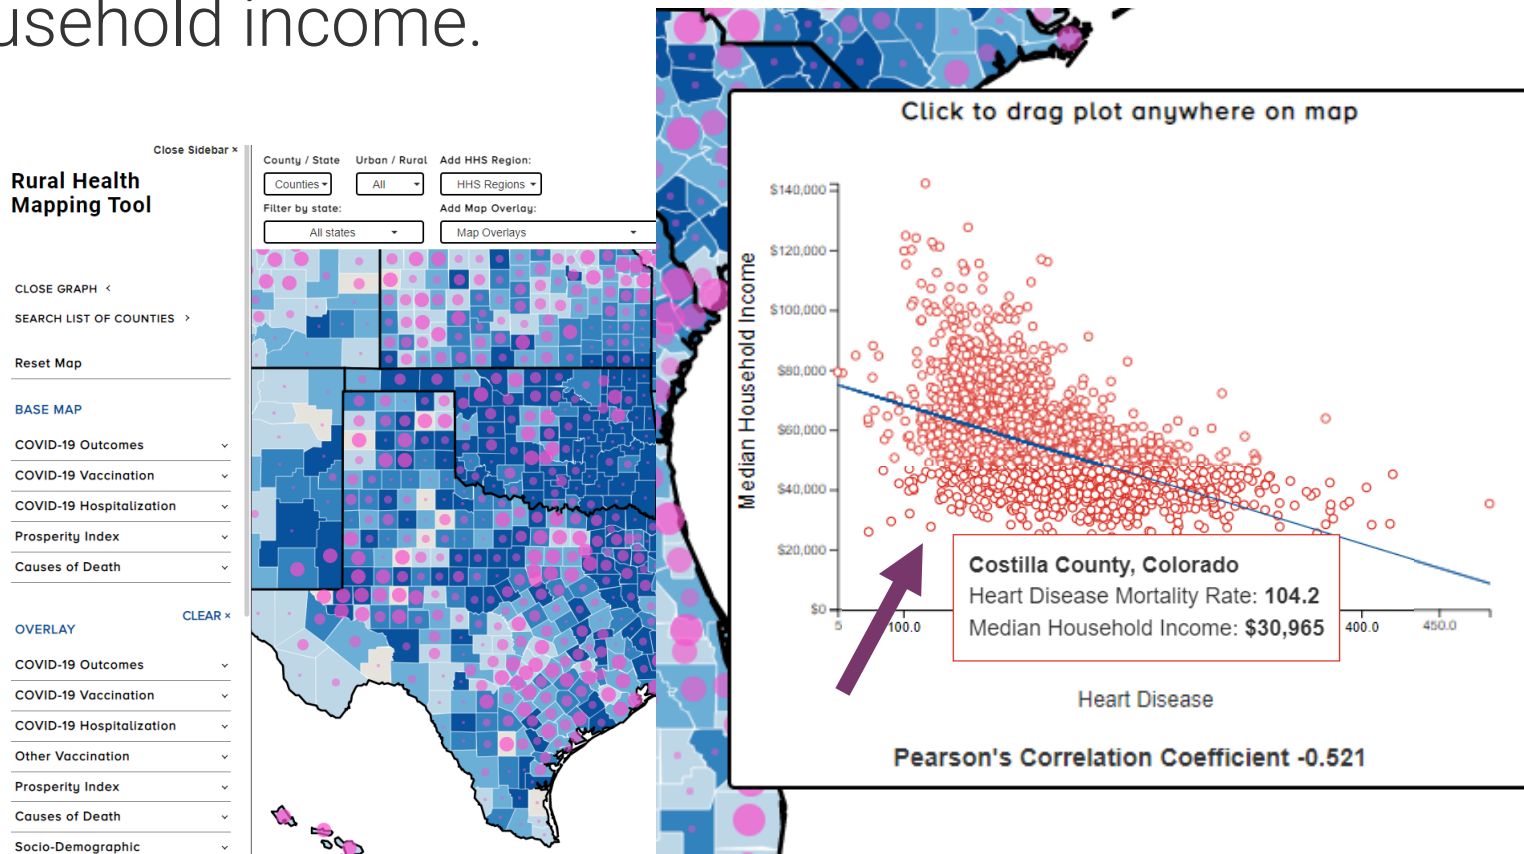 usehold income.
Close Sidebar ×
Rural Health
Mapping Tool
CLOSE GRAPH ‹
SEARCH LIST OF COUNTIES ›
Reset Map
BASE MAP
COVID-19 Outcomes
COVID-19 Vaccination
COVID-19 Hospitalization
Prosperity Index
Causes of Death
CLEAR ×
OVERLAY
COVID-19 Outcomes
COVID-19 Vaccination
COVID-19 Hospitalization
Other Vaccination
Prosperity Index
Causes of Death
Socio-Demographic
County / State Urban / Rural Add HHS Region:
Counties All HHS Regions
Filter by state: Add Map Overlay:
All states Map Overlays
Click to drag plot anywhere on map
Median Household Income
$140,000
$120,000
$100,000
$80,000
$60,000
$40,000
$20,000
$0
5 100.0 400.0 450.0
Costilla County, Colorado
Heart Disease Mortality Rate: 104.2
Median Household Income: $30,965
Heart Disease
Pearson's Correlation Coefficient -0.521